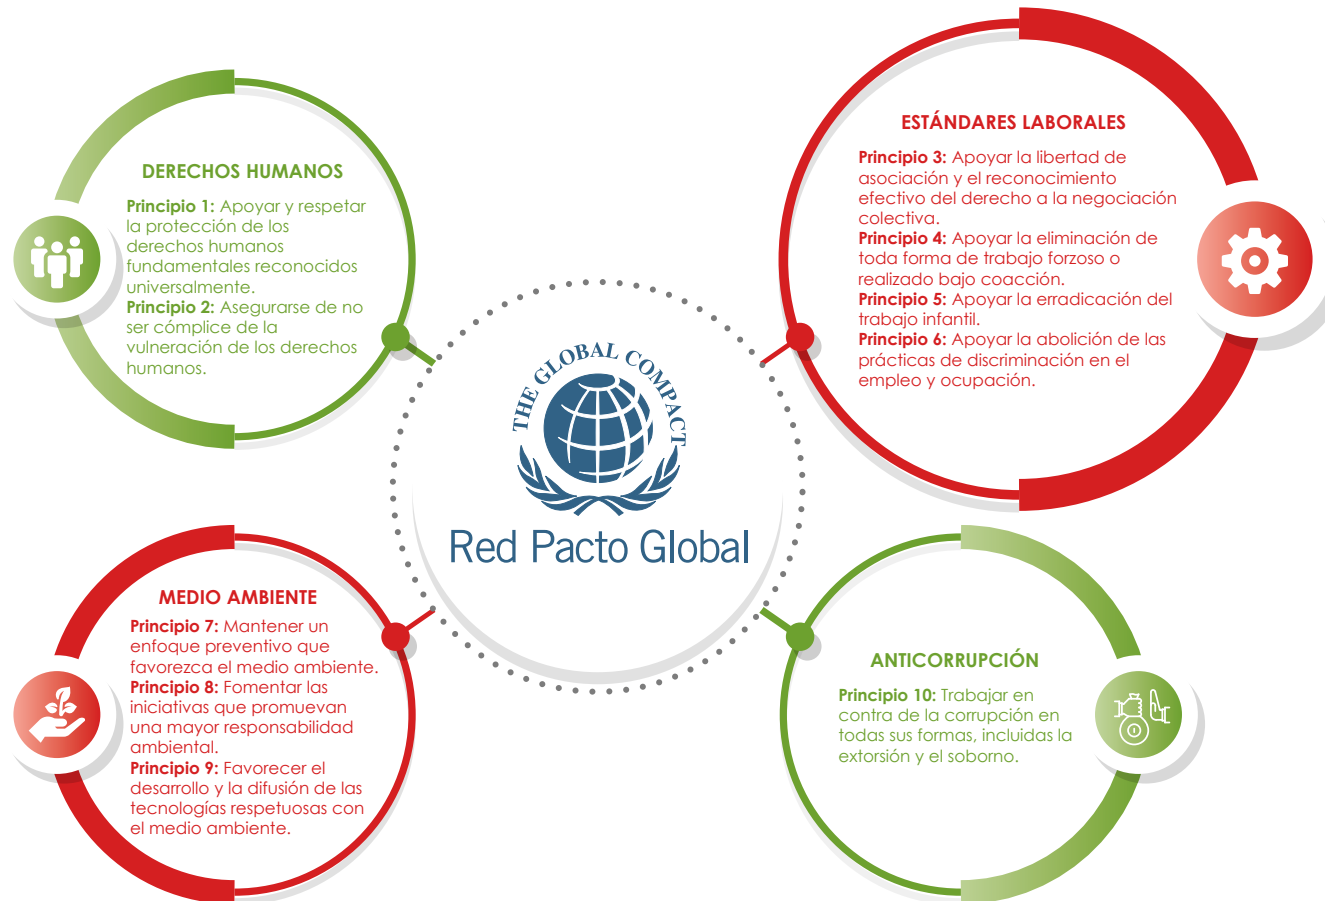 DERECHOS HUMANOS
Principio 1: Apoyar y respetar
la protección de los
derechos humanos
fundamentales reconocidos
universalmente.
Principio 2: Asegurarse de no
ser cómplice de la
vulneración de los derechos
humanos.
ESTÁNDARES LABORALES
Principio 3: Apoyar la libertad de
asociación y el reconocimiento
efectivo del derecho a la negociación
colectiva.
Principio 4: Apoyar la eliminación de
toda forma de trabajo forzoso o
realizado bajo coacción.
Principio 5: Apoyar la erradicación del
trabajo infantil.
Principio 6: Apoyar la abolición de las
prácticas de discriminación en el
empleo y ocupación.
THE GLOBAL COMPACT
Red Pacto Global
MEDIO AMBIENTE
Principio 7: Mantener un
enfoque preventivo que
favorezca el medio ambiente.
Principio 8: Fomentar las
iniciativas que promuevan
una mayor responsabilidad
ambiental.
Principio 9: Favorecer el
desarrollo y la difusión de las
tecnologías respetuosas con
el medio ambiente.
ANTICORRUPCIÓN
Principio 10: Trabajar en
contra de la corrupción en
todas sus formas, incluidas la
extorsión y el soborno.